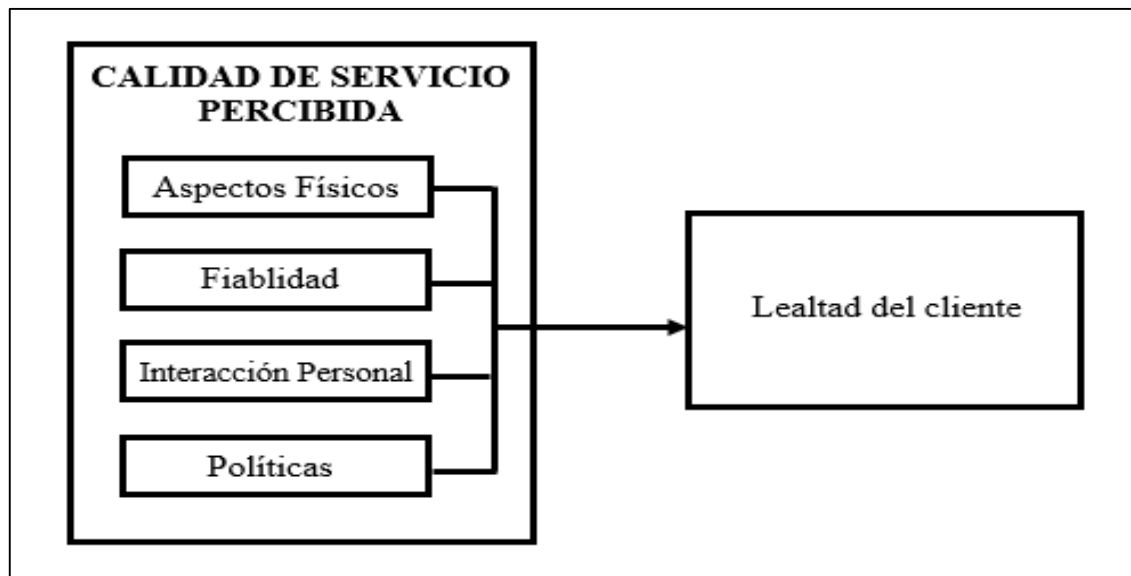 CALIDAD DE SERVICIO
PERCIBIDA
Aspectos Físicos
Fiablidad
Interacción Personal
Políticas
Lealtad del cliente